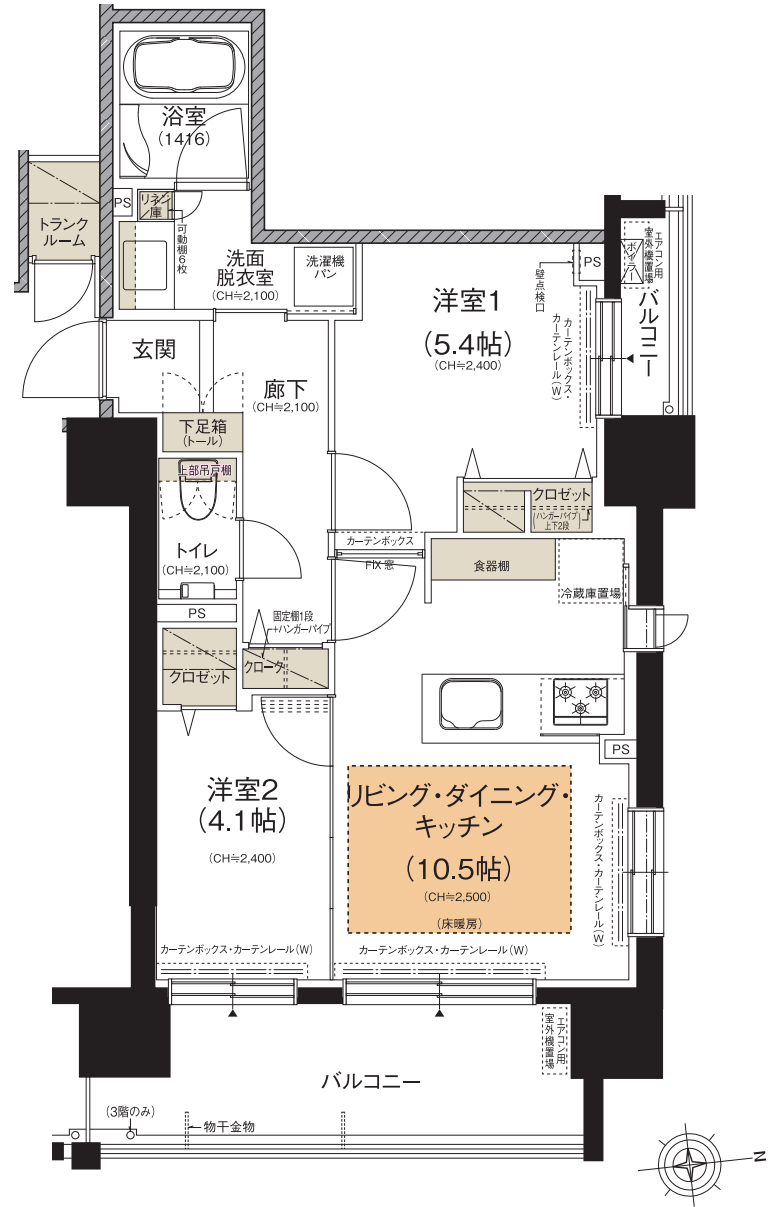 浴室
(1416)
PS
リネン
庫
可動棚6枚
トランク
ルーム
洗面
脱衣室
(CH≒2,100)
洗濯機
パン
玄関
廊下
(CH≒2,100)
下足箱
(トール)
上部吊戸棚
トイレ
(CH≒2,100)
PS
洋室1
(5.4帖)
(CH≒2,400)
壁点検口
PS
カーテンボックス・
カーテンレール(W)
エアコン用
室外機置場
ボイラー
バルコニー
クロゼット
(ハンガーパイプ
上下2段)
カーテンボックス
FIX窓
食器棚
冷蔵庫置場
固定棚1段
+ハンガーパイプ
クローク
クロゼット
PS
洋室2
(4.1帖)
(CH≒2,400)
リビング・ダイニング・
キッチン
(10.5帖)
(CH≒2,500)
(床暖房)
カーテンボックス・カーテンレール(W)
カーテンボックス・カーテンレール(W)
カーテンボックス・カーテンレール(W)
エアコン用
室外機置場
バルコニー
(3階のみ)
物干金物
N